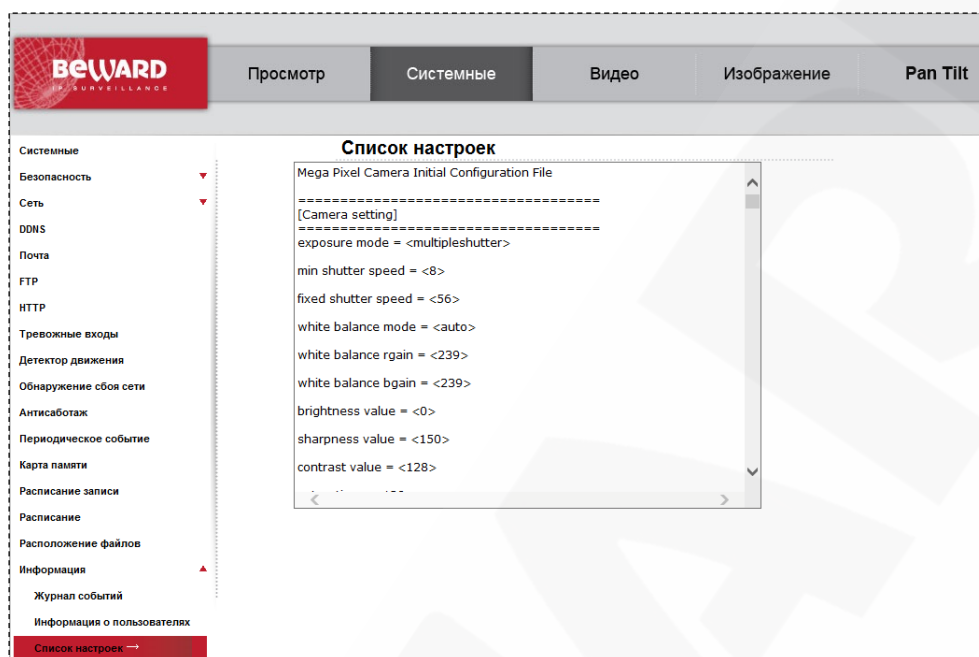 BEWARD
IP SURVEILLANCE
Просмотр
Системные
Видео
Изображение
Pan Tilt
Системные
Безопасность
Сеть
DDNS
Почта
FTP
HTTP
Тревожные входы
Детектор движения
Обнаружение сбоя сети
Антисаботаж
Периодическое событие
Карта памяти
Расписание записи
Расписание
Расположение файлов
Информация
Журнал событий
Информация о пользователях
Список настроек →
Список настроек
Mega Pixel Camera Initial Configuration File
====================================
[Camera setting]
====================================
exposure mode = <multipleshutter>
min shutter speed = <8>
fixed shutter speed = <56>
white balance mode = <auto>
white balance rgain = <239>
white balance bgain = <239>
brightness value = <0>
sharpness value = <150>
contrast value = <128>